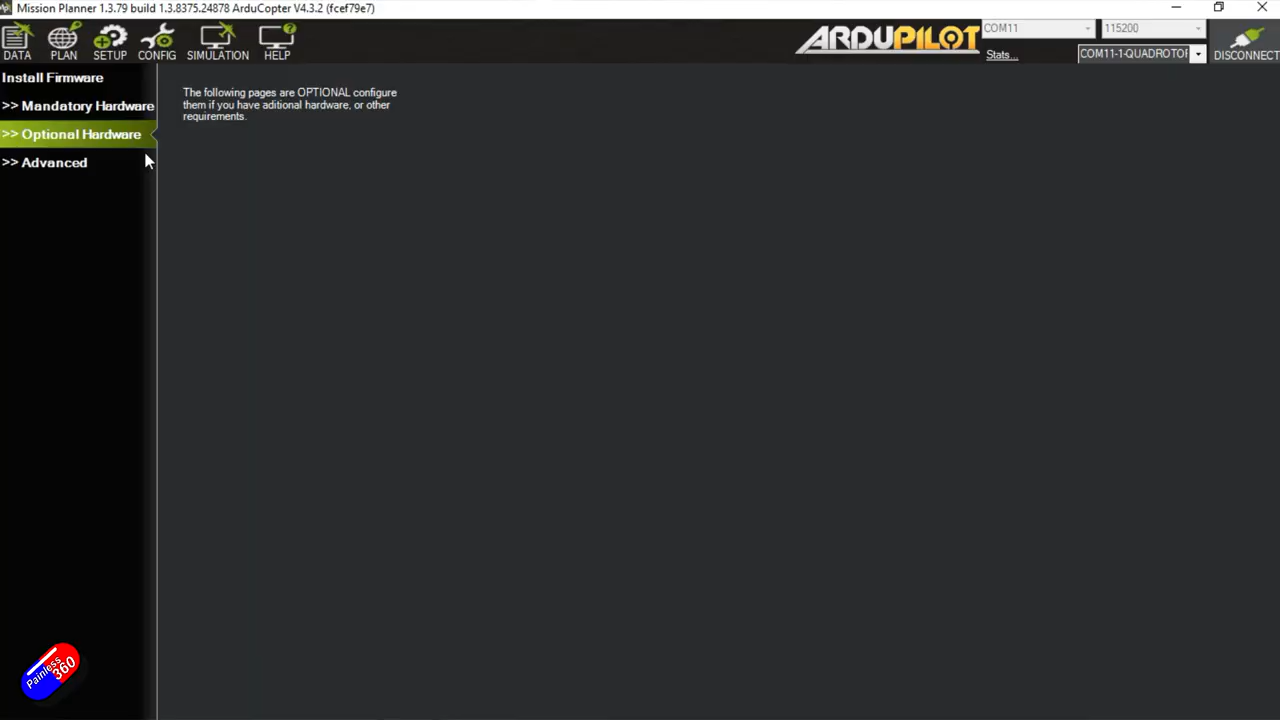 Mission Planner 1.3.79 build 1.3.8375.24878 ArduCopter V4.3.2 (fcef79e7)
DATA
PLAN
SETUP
CONFIG
SIMULATION
HELP
ARDUPILOT
COM11
115200
Stats...
COM11-1-QUADROTOR
DISCONNECT
Install Firmware
>> Mandatory Hardware
>> Optional Hardware
>> Advanced
The following pages are OPTIONAL configure
them if you have aditional hardware, or other
requirements.
Painless
360